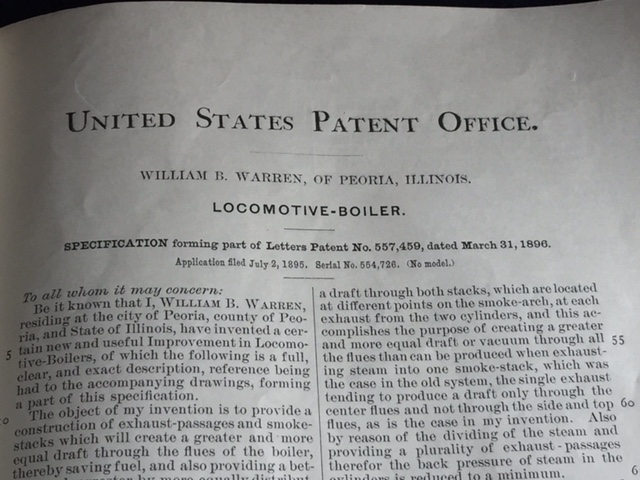 UNITED STATES PATENT OFFICE.
WILLIAM B. WARREN, OF PEORIA, ILLINOIS.
LOCOMOTIVE-BOILER.
SPECIFICATION forming part of Letters Patent No. 557,459, dated March 31, 1896.
Application filed July 2, 1895. Serial No. 554,726. (No model.)
To all whom it may concern:
Be it known that I, WILLIAM B. WARREN,
residing at the city of Peoria, county of Peo-
ria, and State of Illinois, have invented a cer-
5 tain new and useful Improvement in Locomo-
tive-Boilers, of which the following is a full,
clear, and exact description, reference being
had to the accompanying drawings, forming
a part of this specification.
The object of my invention is to provide a
construction of exhaust-passages and smoke-
stacks which will create a greater and more
equal draft through the flues of the boiler,
thereby saving fuel, and also providing a bet-
by more equally
a draft through both stacks, which are located
at different points on the smoke-arch, at each
exhaust from the two cylinders, and this ac-
complishes the purpose of creating a greater
and more equal draft or vacuum through all 55
the flues than can be produced when exhaust-
ing steam into one smoke-stack, which was
the case in the old system, the single exhaust
tending to produce a draft only through the
center flues and not through the side and top 60
flues, as is the case in my invention. Also
by reason of the dividing of the steam and
providing a plurality of exhaust-passages
therefor the back pressure of steam in the
cylinders is reduced to a minimum.